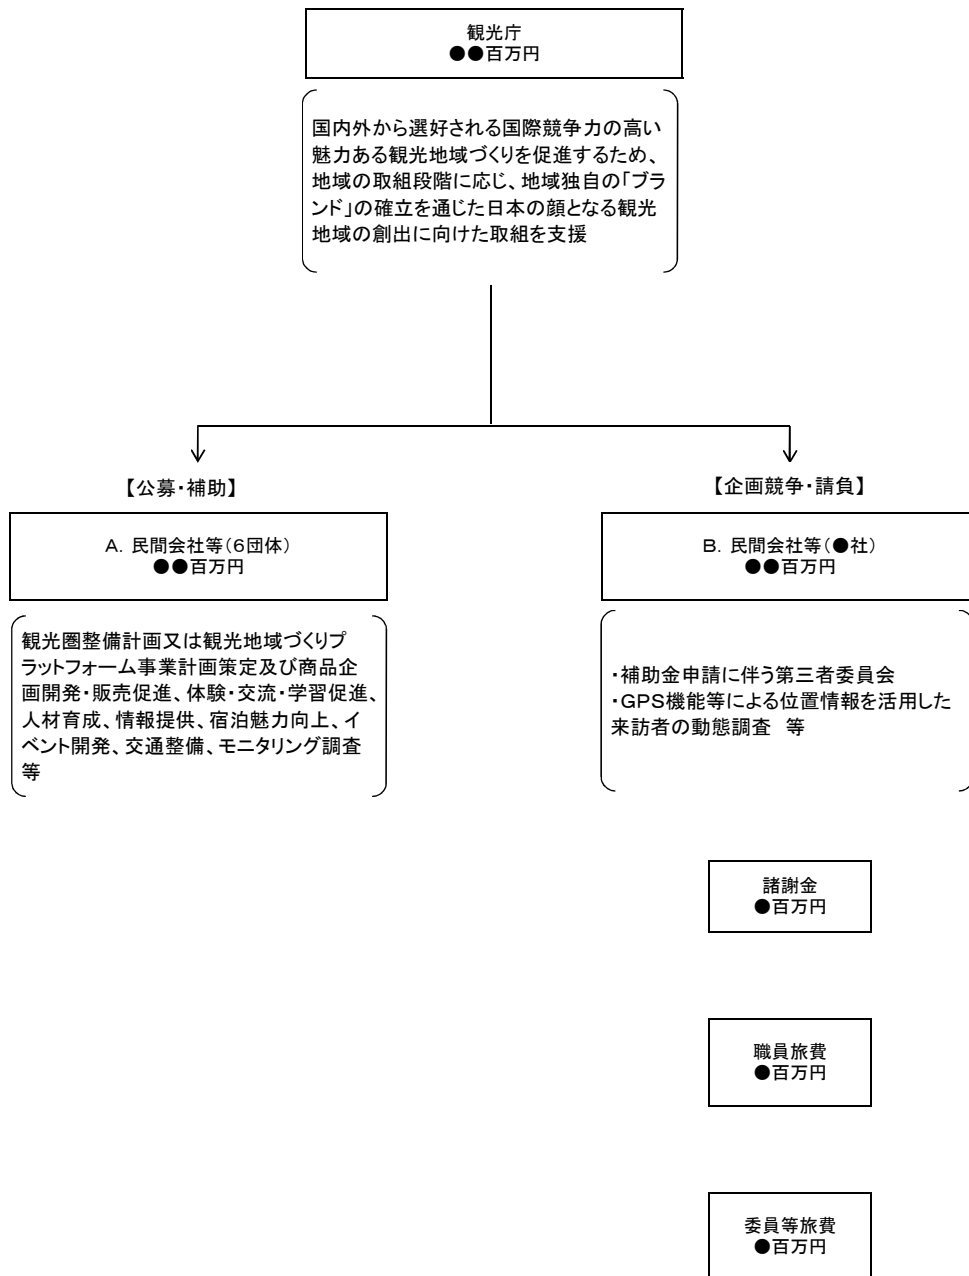 観光庁
●●百万円
国内外から選好される国際競争力の高い
魅力ある観光地域づくりを促進するため、
地域の取組段階に応じ、地域独自の「ブラ
ンド」の確立を通じた日本の顔となる観光
地域の創出に向けた取組を支援
【公募・補助】
A．民間会社等（６団体）
●●百万円
観光圏整備計画又は観光地域づくりプ
ラットフォーム事業計画策定及び商品企
画開発・販売促進、体験・交流・学習促進、
人材育成、情報提供、宿泊魅力向上、イ
ベント開発、交通整備、モニタリング調査
等
【企画競争・請負】
B．民間会社等（●社）
●●百万円
・補助金申請に伴う第三者委員会
・GPS機能等による位置情報を活用した
来訪者の動態調査　等
諸謝金
●百万円
職員旅費
●百万円
委員等旅費
●百万円